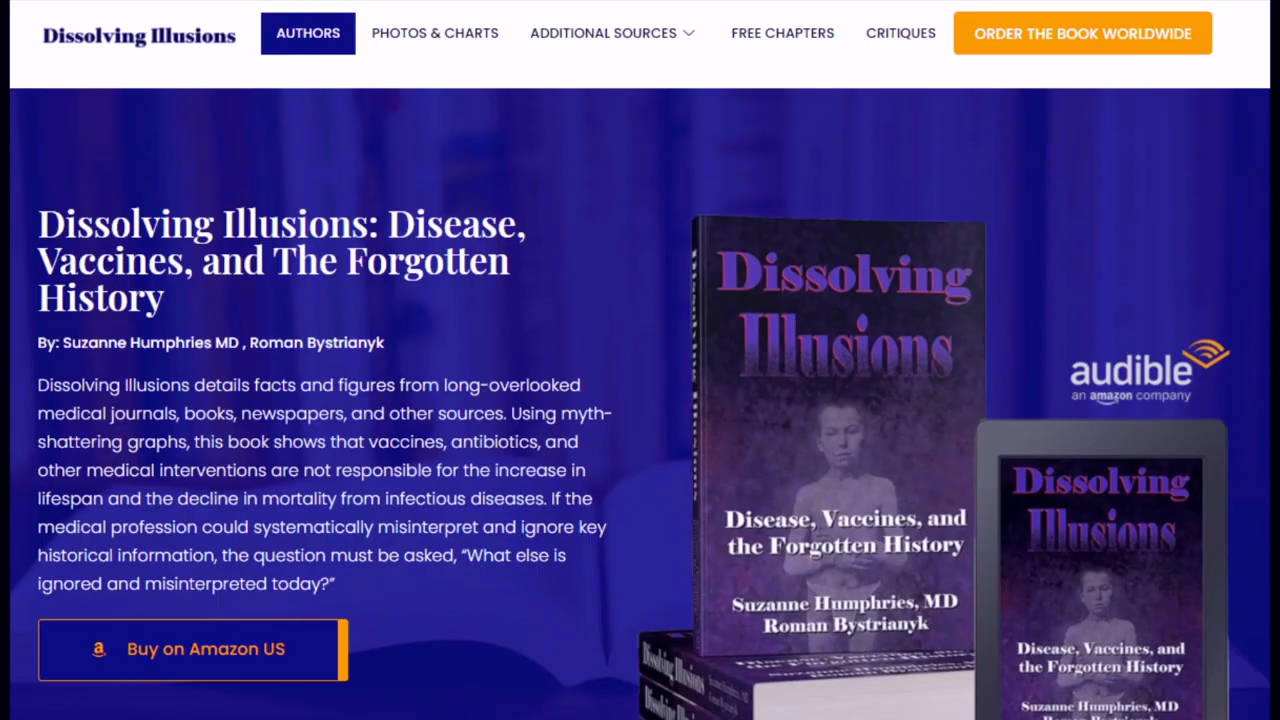 Dissolving Illusions
AUTHORS
PHOTOS & CHARTS
ADDITIONAL SOURCES
FREE CHAPTERS
CRITIQUES
ORDER THE BOOK WORLDWIDE
Dissolving Illusions: Disease,
Vaccines, and The Forgotten
History
By: Suzanne Humphries MD , Roman Bystrianyk
Dissolving Illusions details facts and figures from long-overlooked
medical journals, books, newspapers, and other sources. Using myth-
shattering graphs, this book shows that vaccines, antibiotics, and
other medical interventions are not responsible for the increase in
lifespan and the decline in mortality from infectious diseases. If the
medical profession could systematically misinterpret and ignore key
historical information, the question must be asked, “What else is
ignored and misinterpreted today?”
Buy on Amazon US
Dissolving
Illusions
Disease, Vaccines, and
the Forgotten History
Suzanne Humphries, MD
Roman Bystrianyk
Dissolving Illusions
audible
an amazon company
Dissolving
Illusions
Disease, Vaccines, and
the Forgotten History
Suzanne Humphries, MD